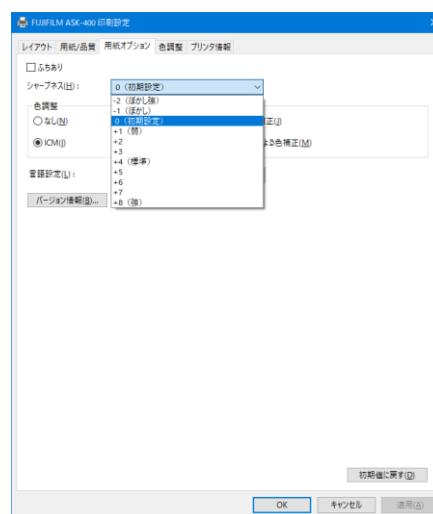 FUJIFILM ASK-400 印刷設定
レイアウト 用紙/品質 用紙オプション 色調整 プリンタ情報
ふちあり
シャープネス(H): 0（初期設定）
-2（ぼかし強）
-1（ぼかし）
0（初期設定）
+1（弱）
+2
+3
+4（標準）
+5
+6
+7
+8（強）
色調整
なし(N) 正(J)
ICM(I) よる色補正(M)
言語設定(L):
バージョン情報(B)...
初期値に戻す(D)
OK キャンセル 適用(A)